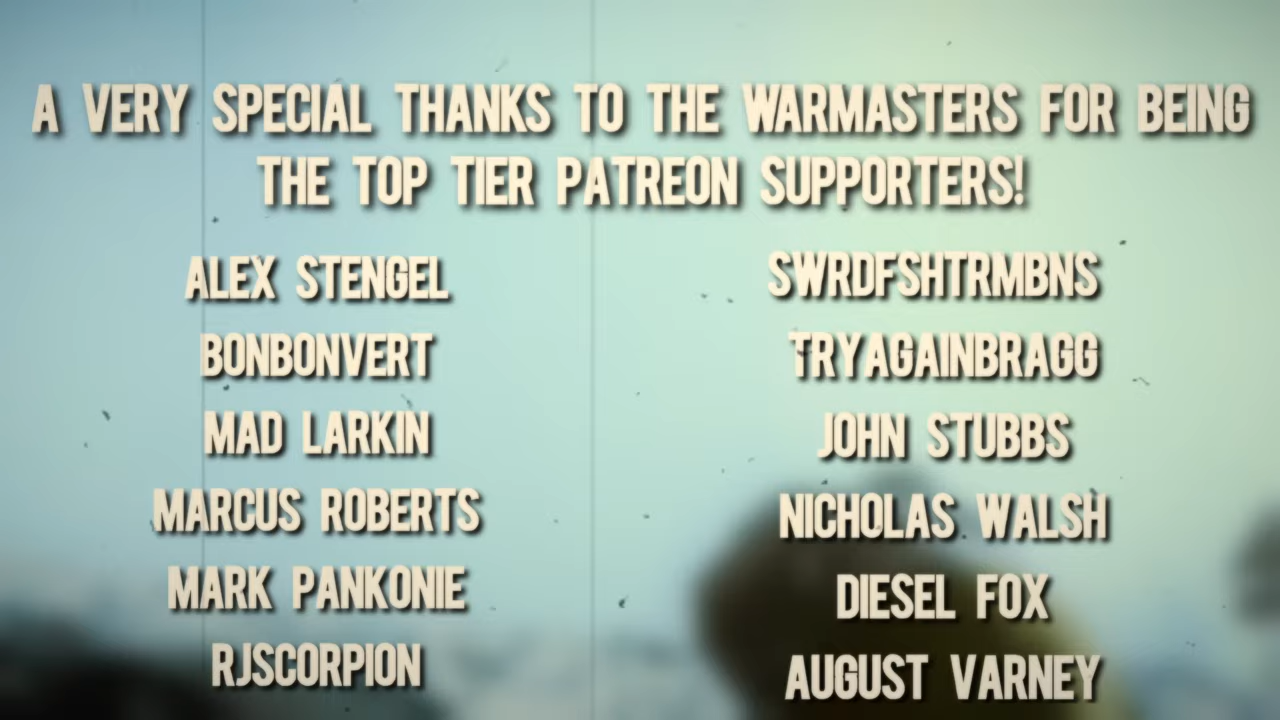 A VERY SPECIAL THANKS TO THE WARMASTERS FOR BEING
THE TOP TIER PATREON SUPPORTERS!
ALEX STENGEL
BONBONVERT
MAD LARKIN
MARCUS ROBERTS
MARK PANKONIE
RJSCORPION
SWRDFSHTRMBNS
TRYAGAINBRAGG
JOHN STUBBS
NICHOLAS WALSH
DIESEL FOX
AUGUST VARNEY